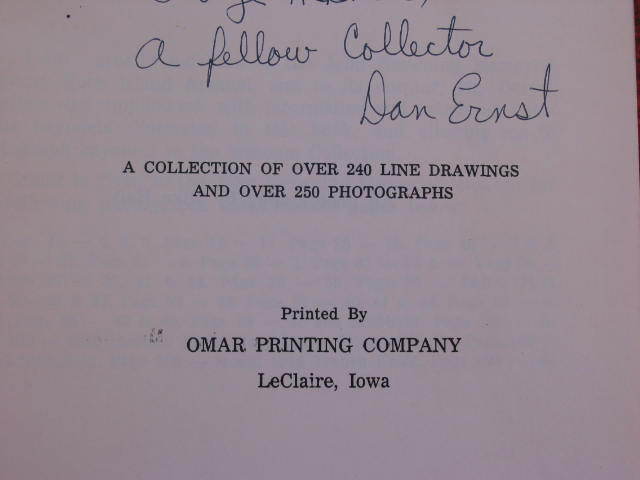 A fellow Collector
Dan Ernst
A COLLECTION OF OVER 240 LINE DRAWINGS
AND OVER 250 PHOTOGRAPHS
Printed By
OMAR PRINTING COMPANY
LeClaire, Iowa